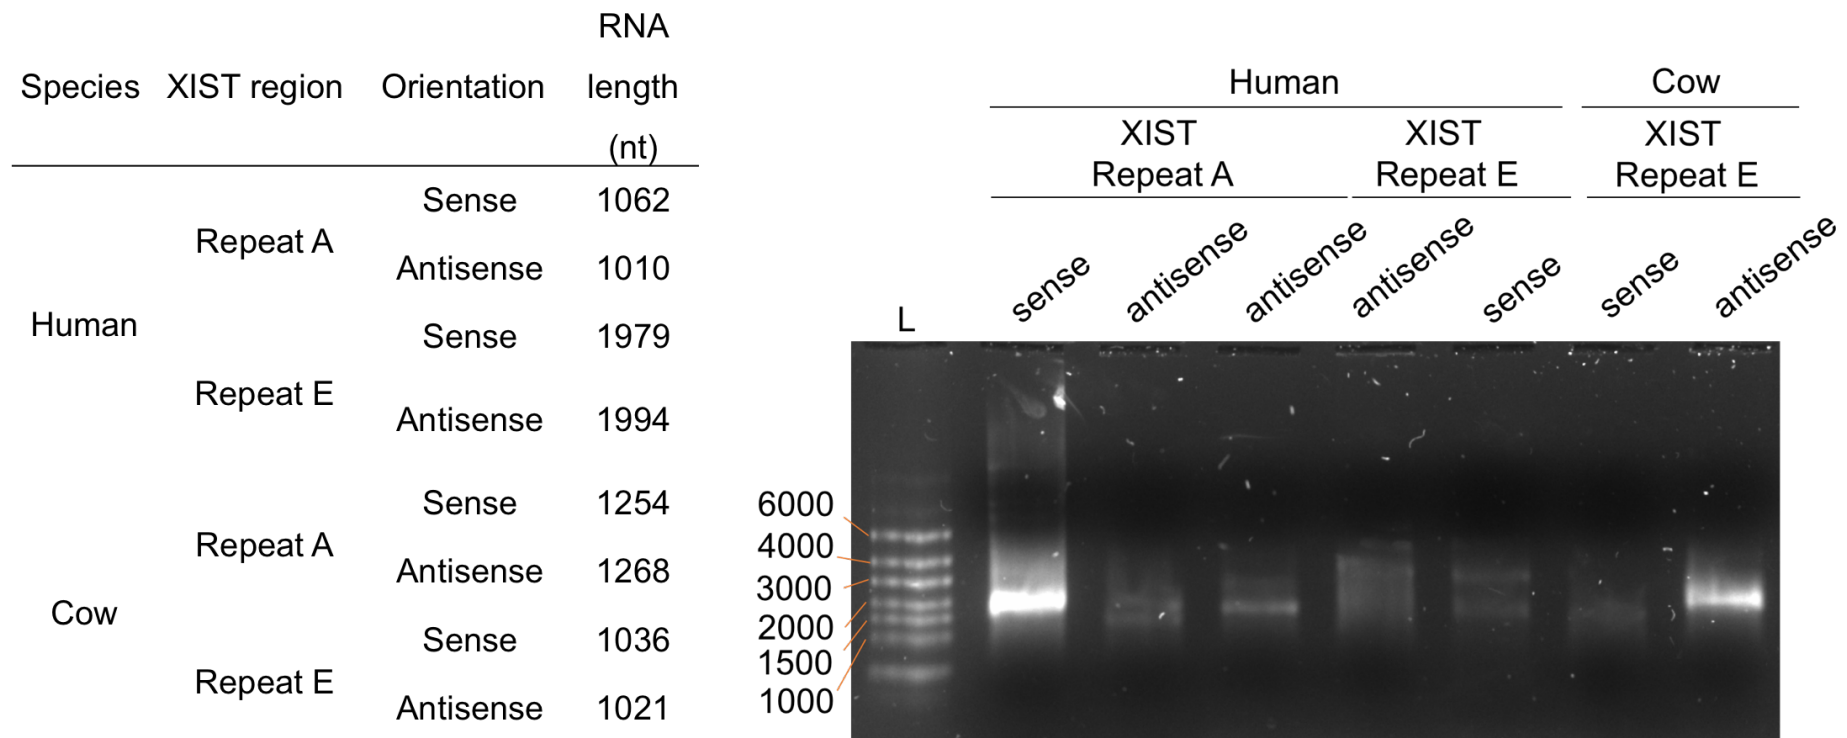 RNA
Species XIST region Orientation length
(nt)
Sense 1062
Repeat A
Antisense 1010
Human
Sense 1979
Repeat E
Antisense 1994
Sense 1254
Repeat A
Antisense 1268
Cow
Sense 1036
Repeat E
Antisense 1021
Human Cow
XIST XIST XIST
Repeat A Repeat E Repeat E
L sense antisense antisense antisense sense sense antisense
6000
4000
3000
2000
1500
1000